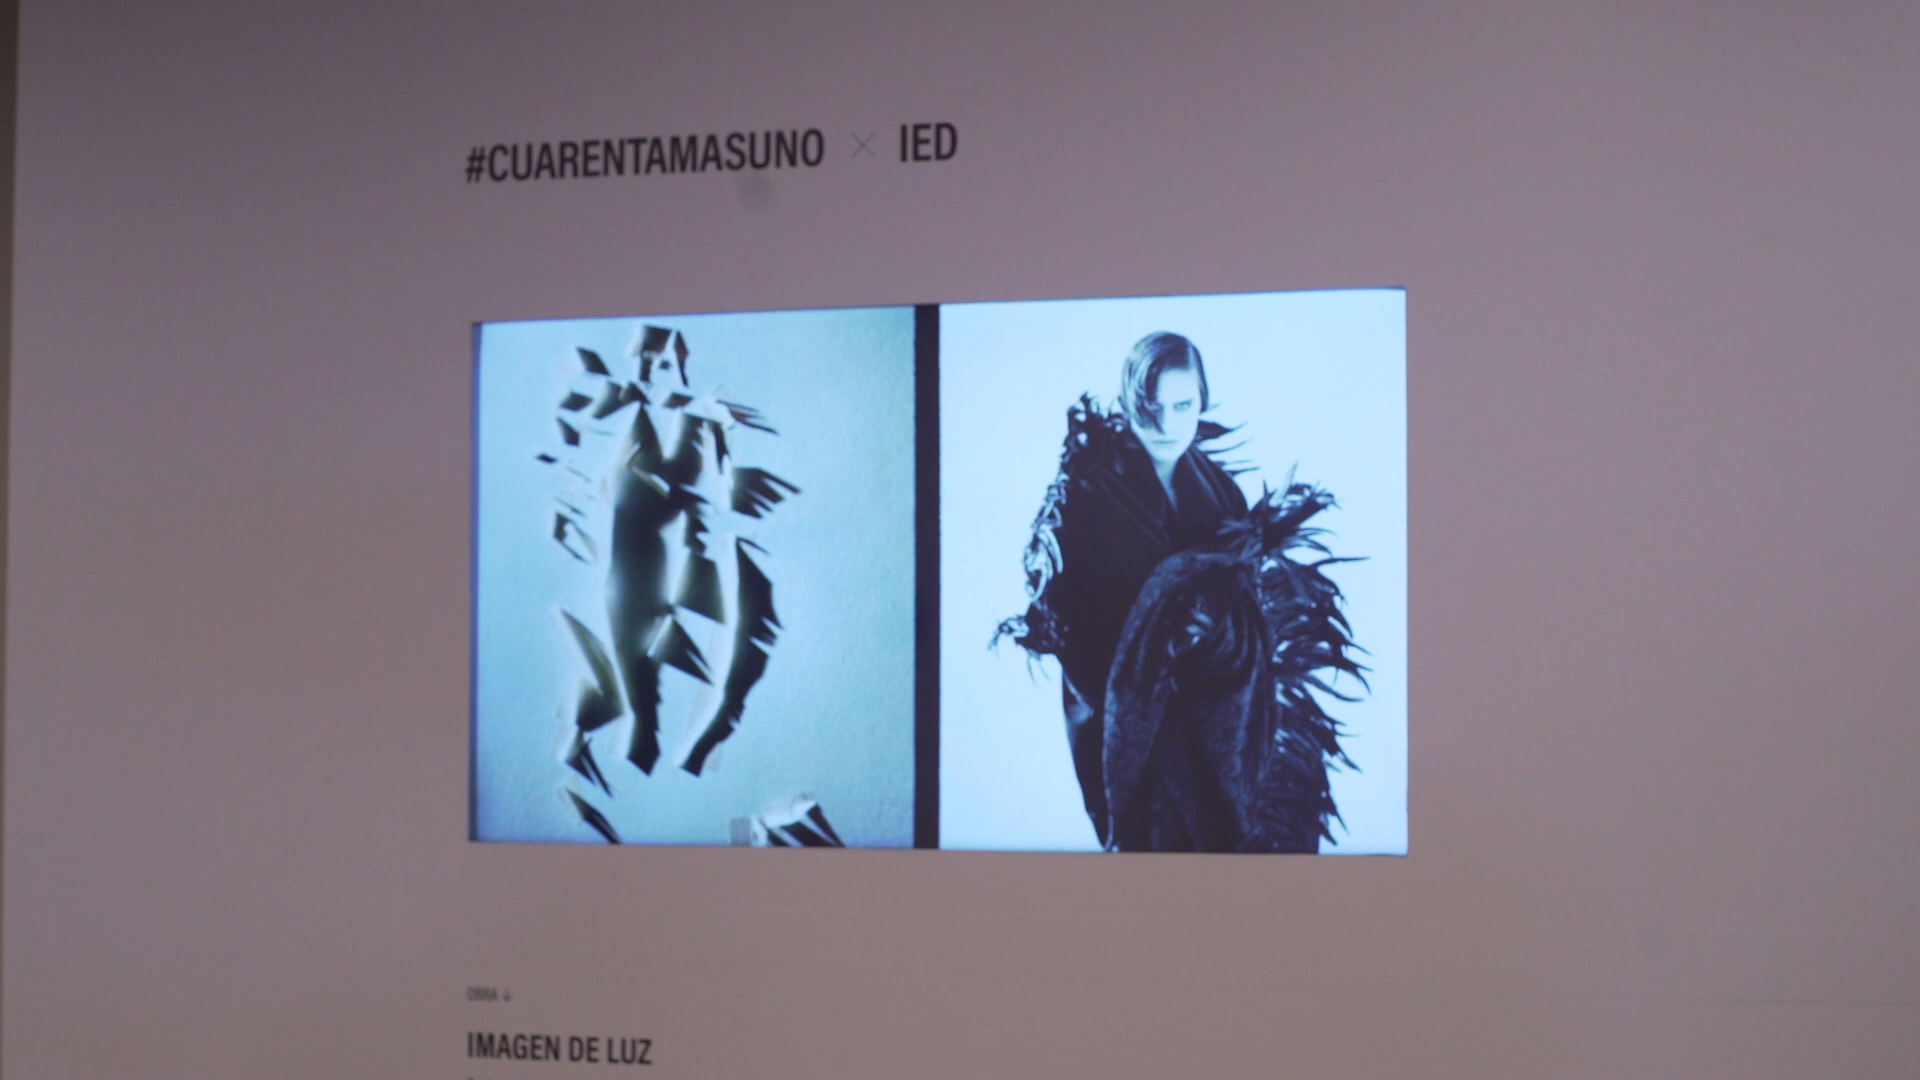 #CUARENTAMASUNO × IED
OBRA ↓
IMAGEN DE LUZ